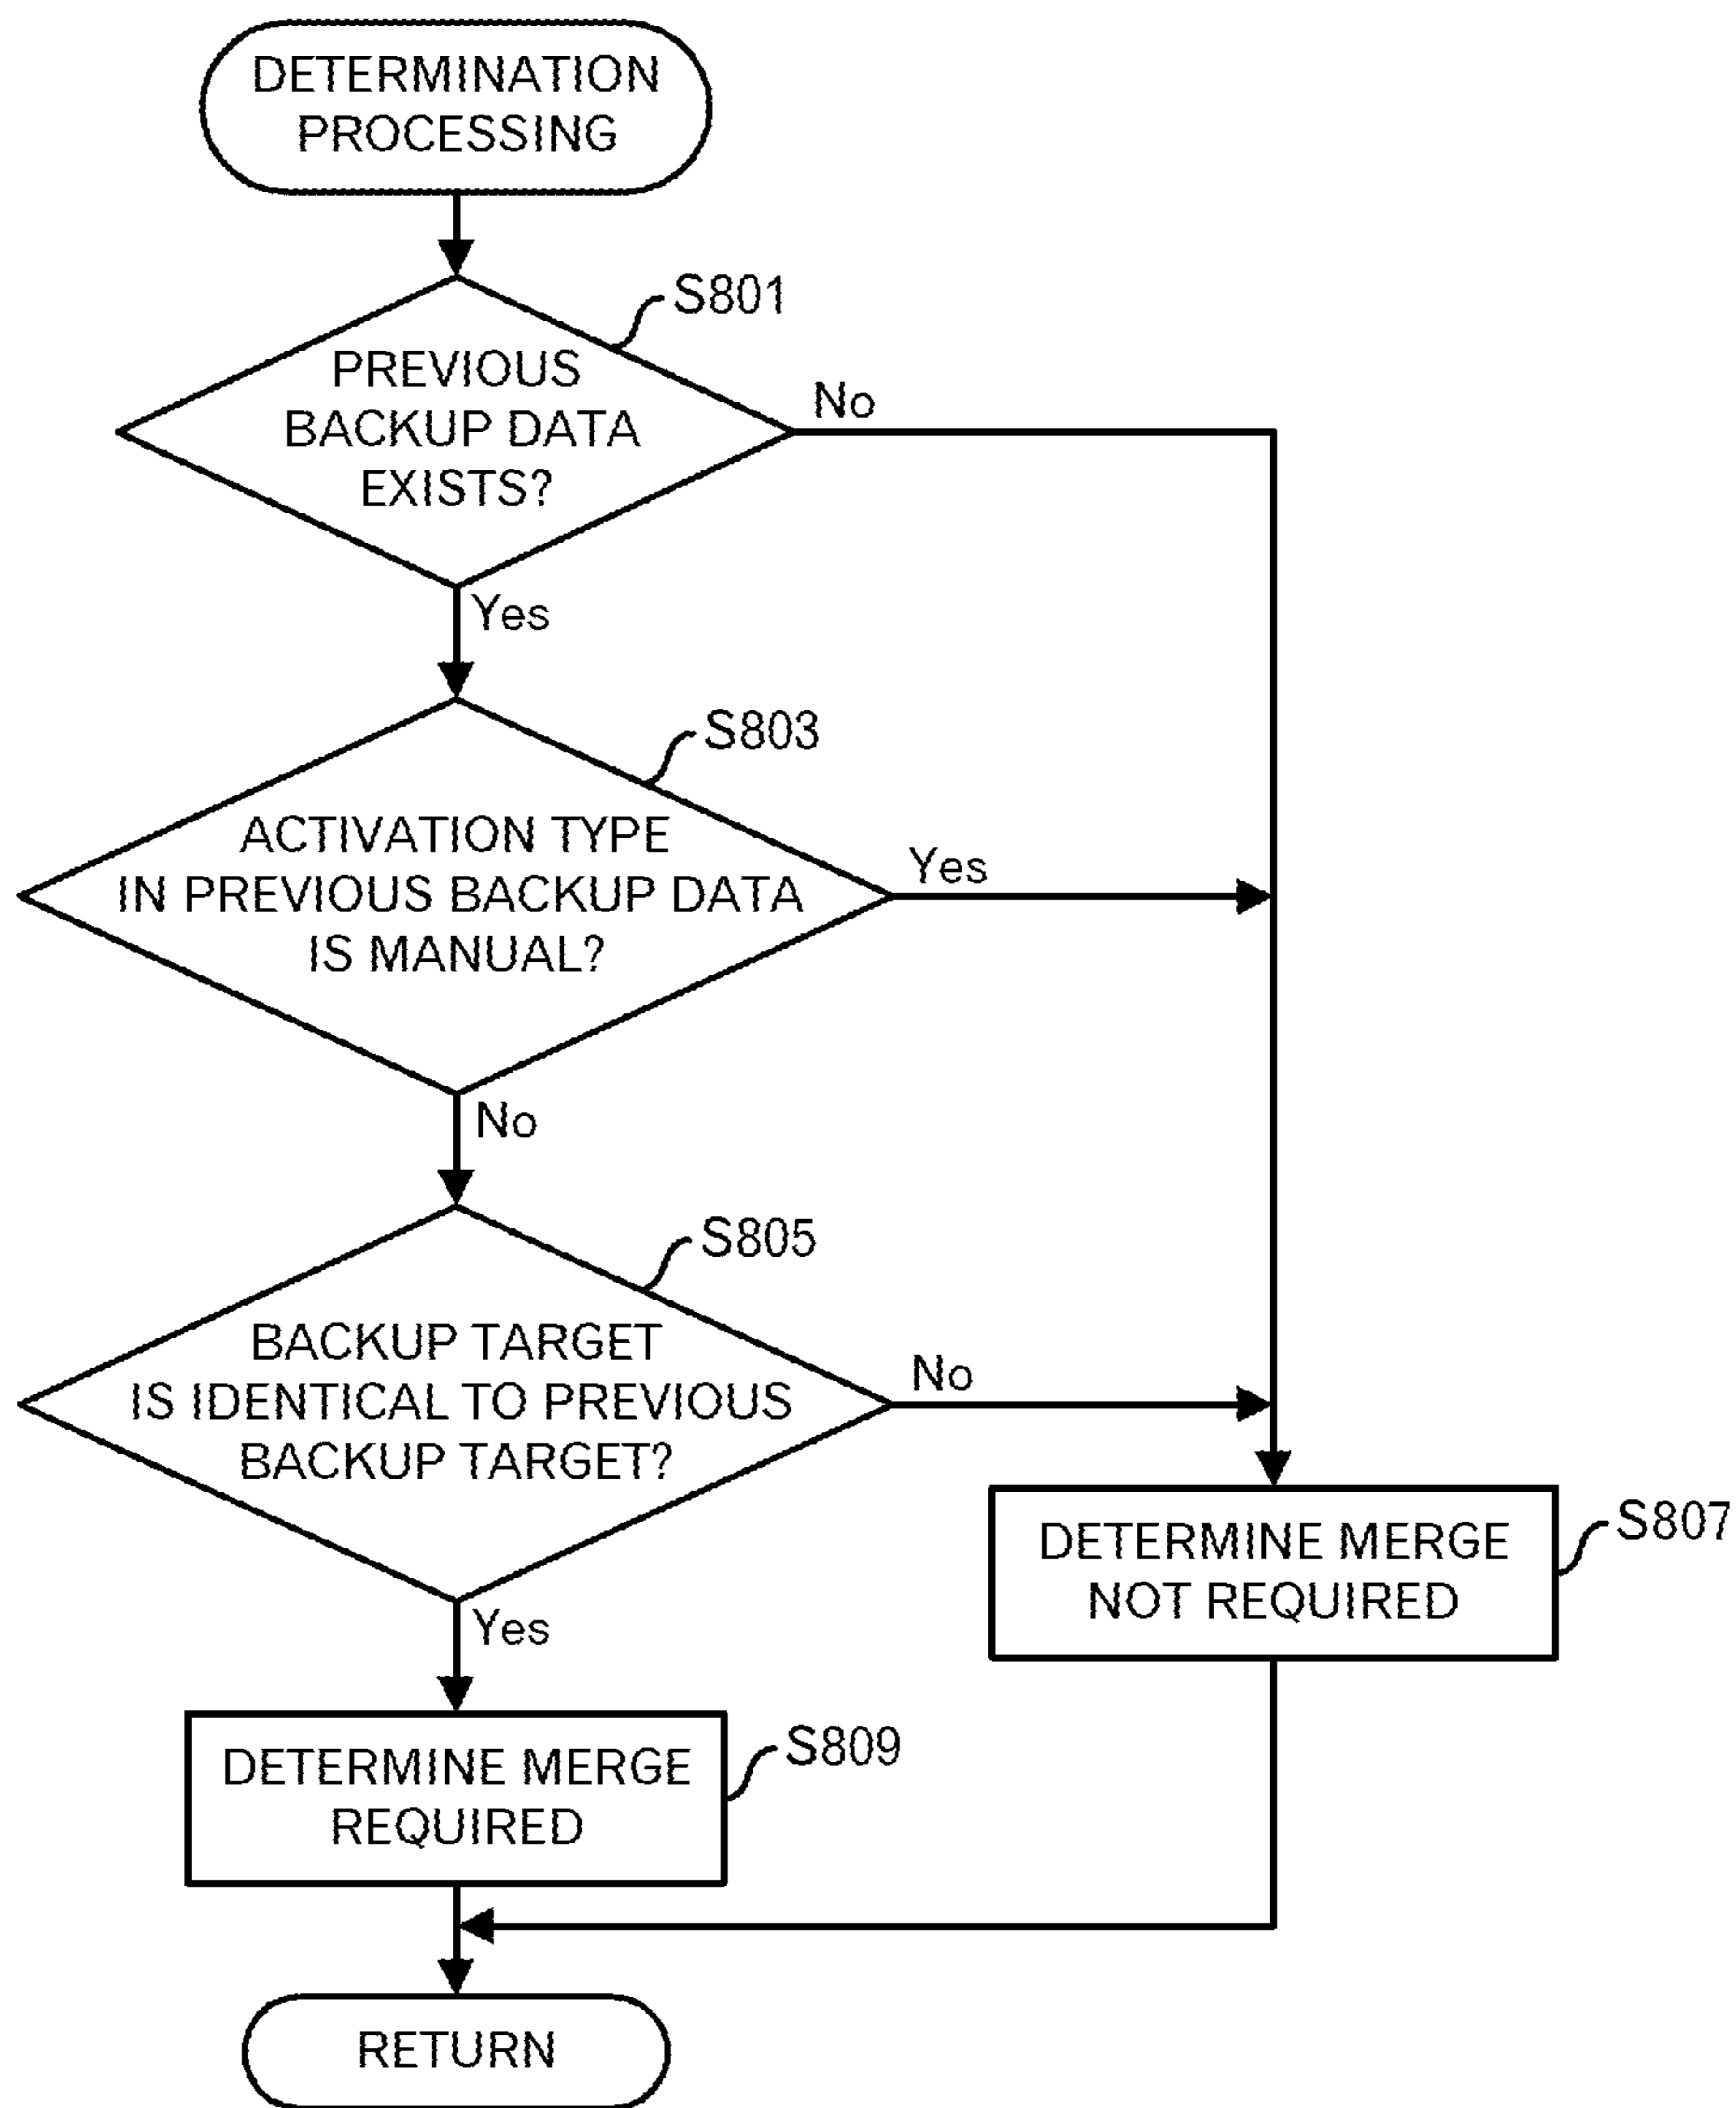 DETERMINATION
PROCESSING
S801
PREVIOUS
BACKUP DATA
EXISTS?
No
Yes
S803
ACTIVATION TYPE
IN PREVIOUS BACKUP DATA
IS MANUAL?
Yes
No
S805
BACKUP TARGET
IS IDENTICAL TO PREVIOUS
BACKUP TARGET?
No
Yes
DETERMINE MERGE
NOT REQUIRED
S807
DETERMINE MERGE
REQUIRED
S809
RETURN